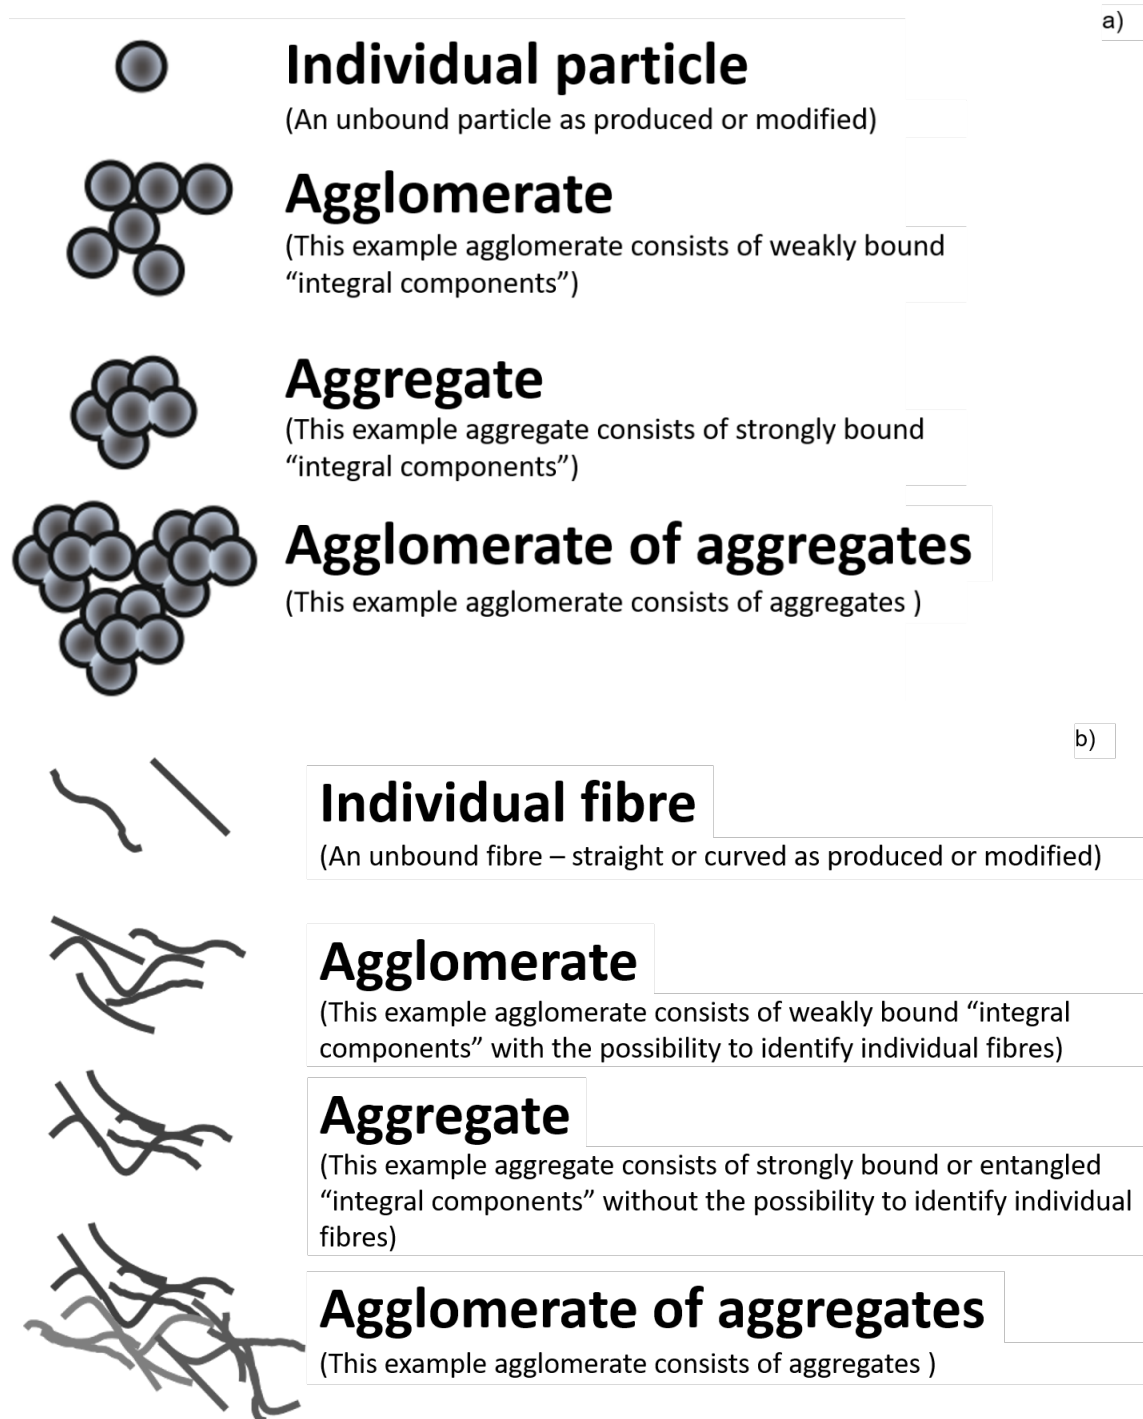 a)
Individual particle
(An unbound particle as produced or modified)
Agglomerate
(This example agglomerate consists of weakly bound
“integral components”)
Aggregate
(This example aggregate consists of strongly bound
“integral components”)
Agglomerate of aggregates
(This example agglomerate consists of aggregates )
b)
Individual fibre
(An unbound fibre – straight or curved as produced or modified)
Agglomerate
(This example agglomerate consists of weakly bound “integral
components” with the possibility to identify individual fibres)
Aggregate
(This example aggregate consists of strongly bound or entangled
“integral components” without the possibility to identify individual
fibres)
Agglomerate of aggregates
(This example agglomerate consists of aggregates )